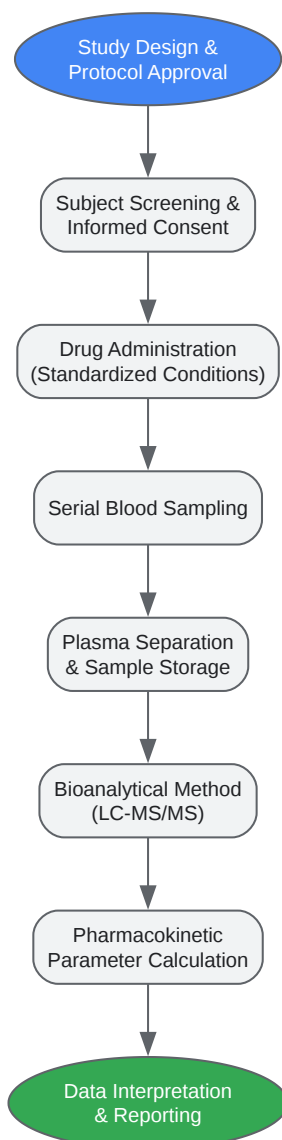 Study Design &
Protocol Approval
Subject Screening &
Informed Consent
Drug Administration
(Standardized Conditions)
Serial Blood Sampling
Plasma Separation
& Sample Storage
Bioanalytical Method
(LC-MS/MS)
Pharmacokinetic
Parameter Calculation
Data Interpretation
& Reporting